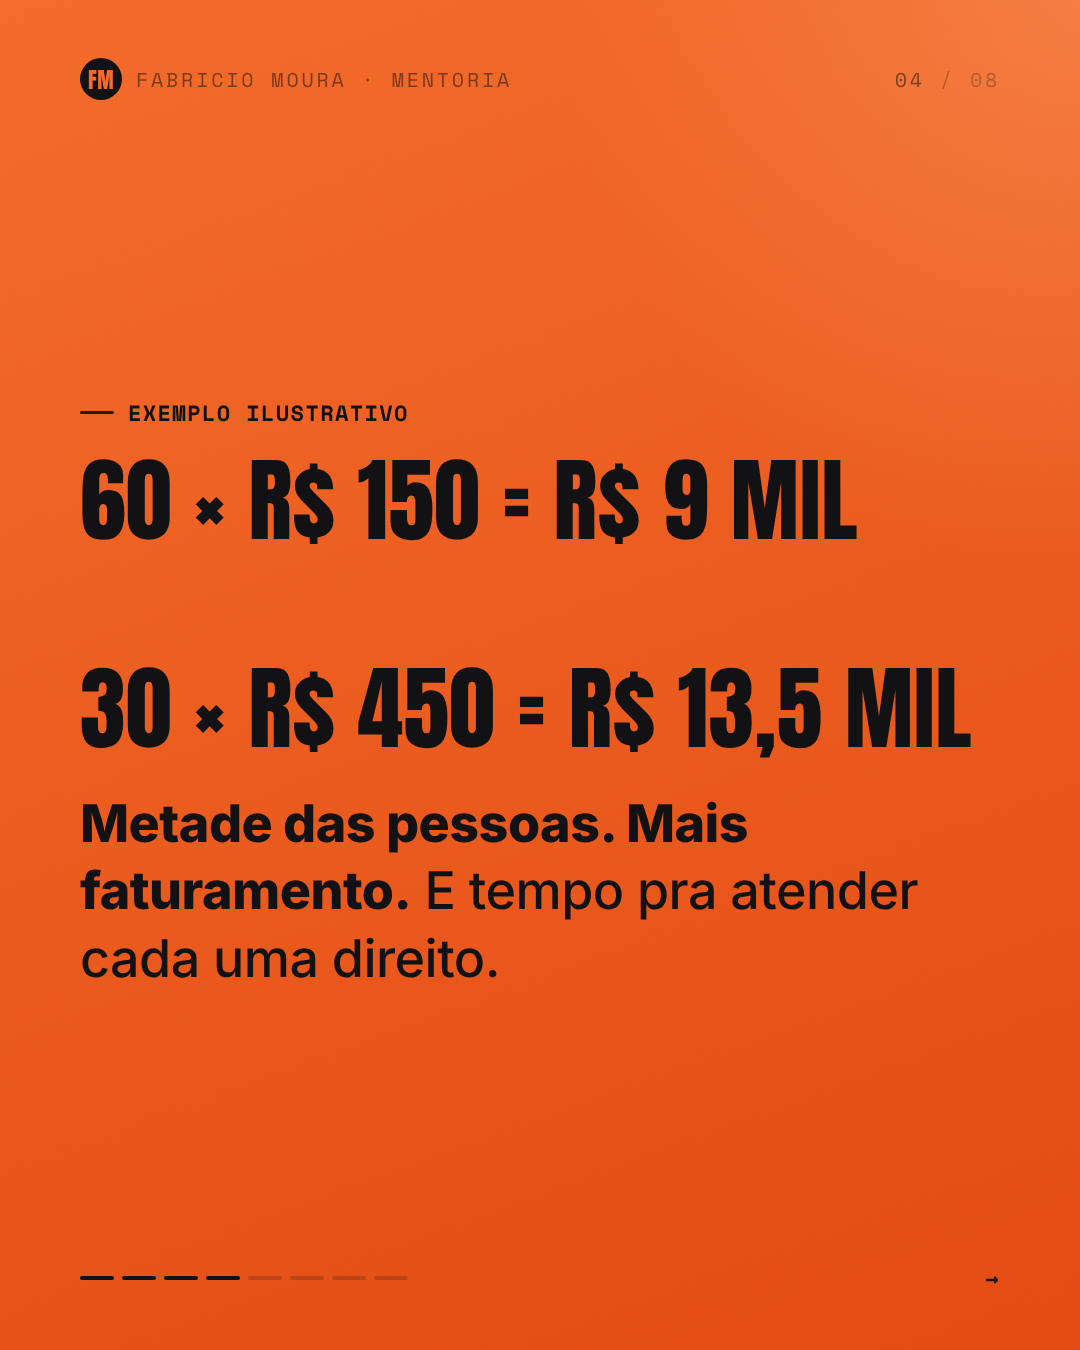 FM FABRICIO MOURA · MENTORIA 04 / 08
— EXEMPLO ILUSTRATIVO
60 × R$ 150 = R$ 9 MIL
30 × R$ 450 = R$ 13,5 MIL
Metade das pessoas. Mais
faturamento. E tempo pra atender
cada uma direito.
→